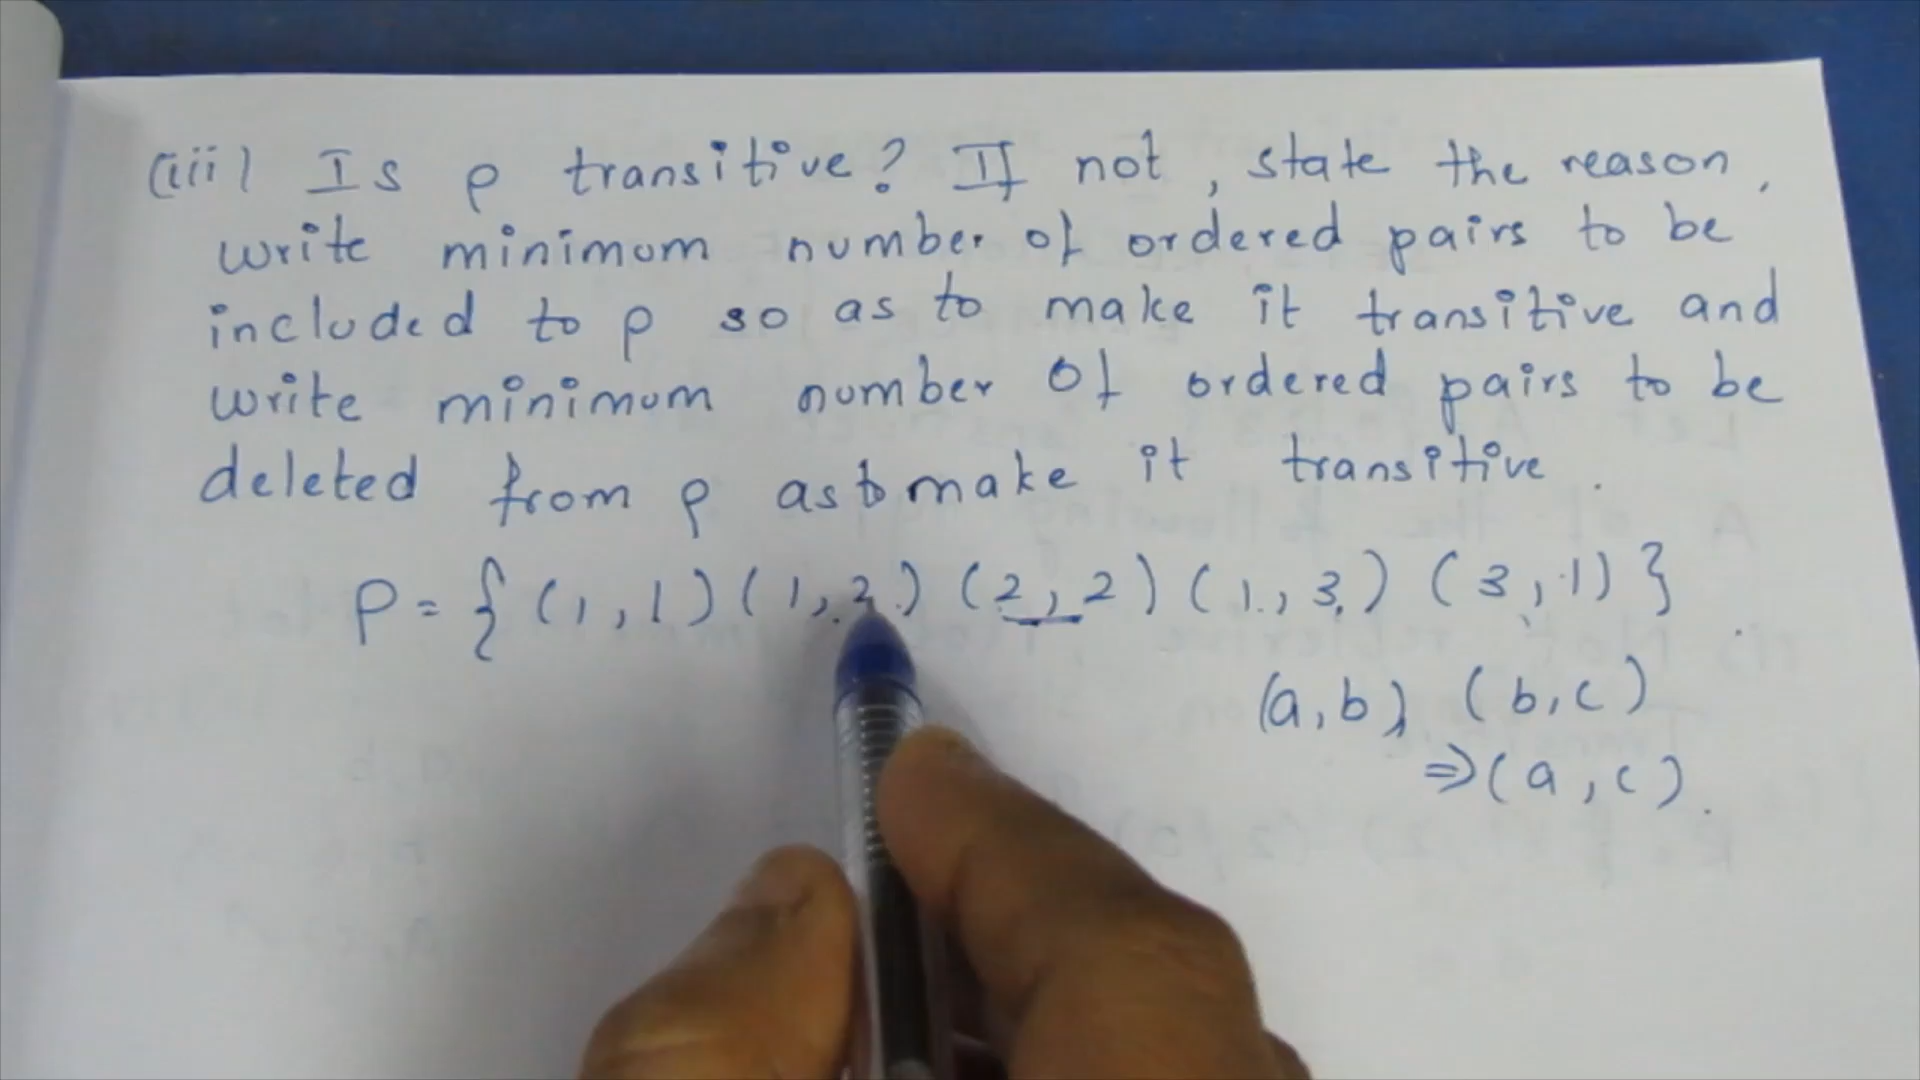 (iii) Is ρ transitive? If not, state the reason,
write minimum number of ordered pairs to be
included to ρ so as to make it transitive and
write minimum number of ordered pairs to be
deleted from ρ as to make it transitive.
ρ = { (1,1) (1,2) (2,2) (1,3) (3,1) }
(a,b), (b,c)
⇒ (a,c).